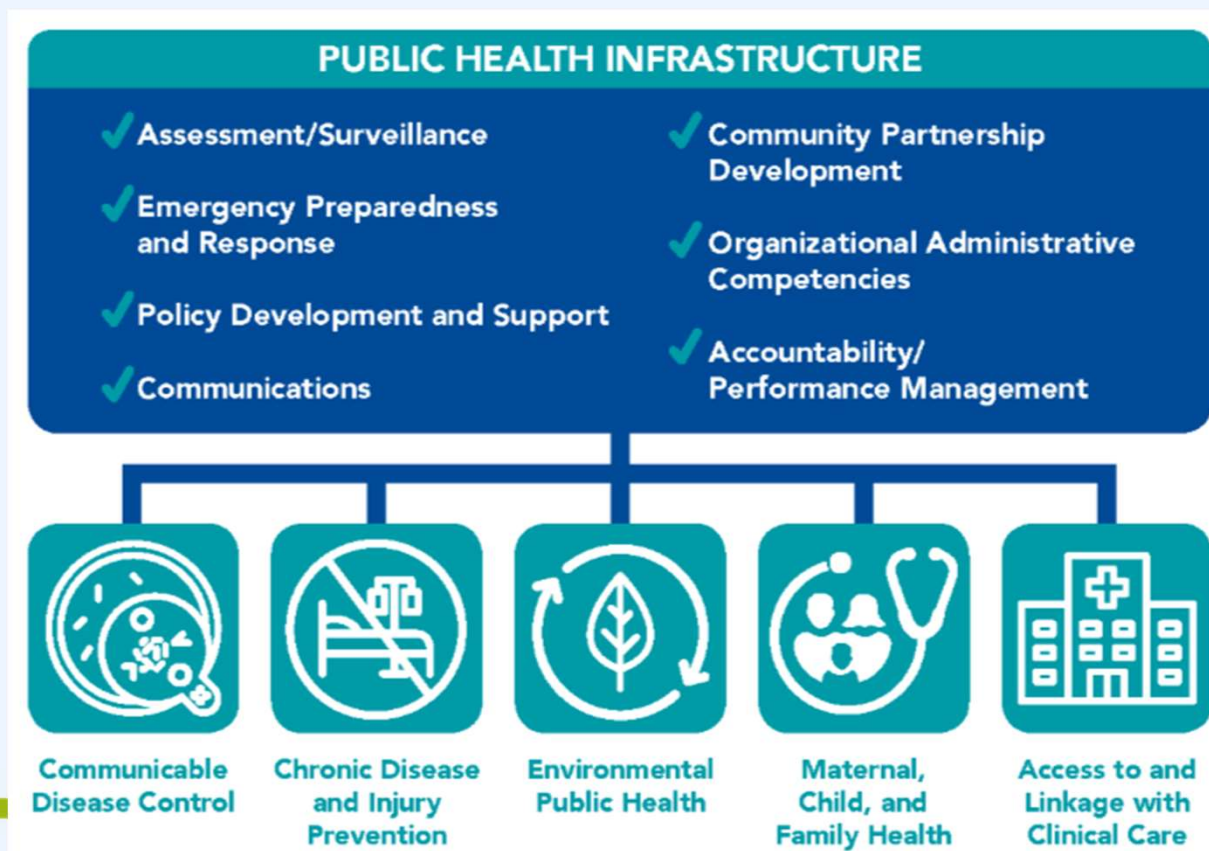 PUBLIC HEALTH INFRASTRUCTURE
Assessment/Surveillance
Emergency Preparedness
and Response
Policy Development and Support
Communications
Community Partnership
Development
Organizational Administrative
Competencies
Accountability/
Performance Management
Communicable
Disease Control
Chronic Disease
and Injury
Prevention
Environmental
Public Health
Maternal,
Child, and
Family Health
Access to and
Linkage with
Clinical Care